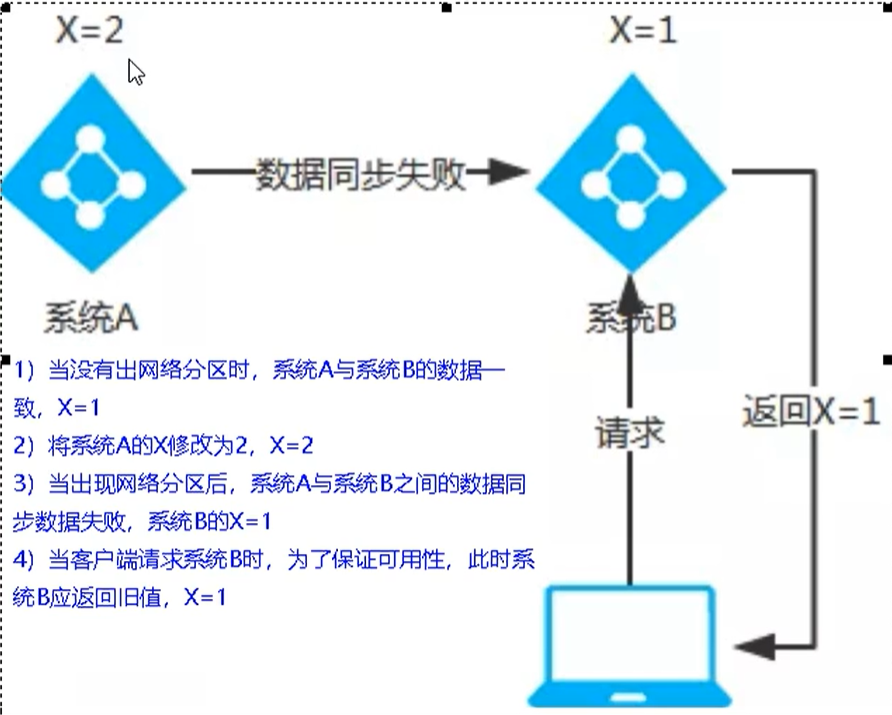 X=2
X=1
数据同步失败
系统A
系统B
1）当没有出网络分区时，系统A与系统B的数据一
致，X=1
2）将系统A的X修改为2，X=2
3）当出现网络分区后，系统A与系统B之间的数据同
步数据失败，系统B的X=1
4）当客户端请求系统B时，为了保证可用性，此时系
统B应返回旧值，X=1
请求
返回X=1